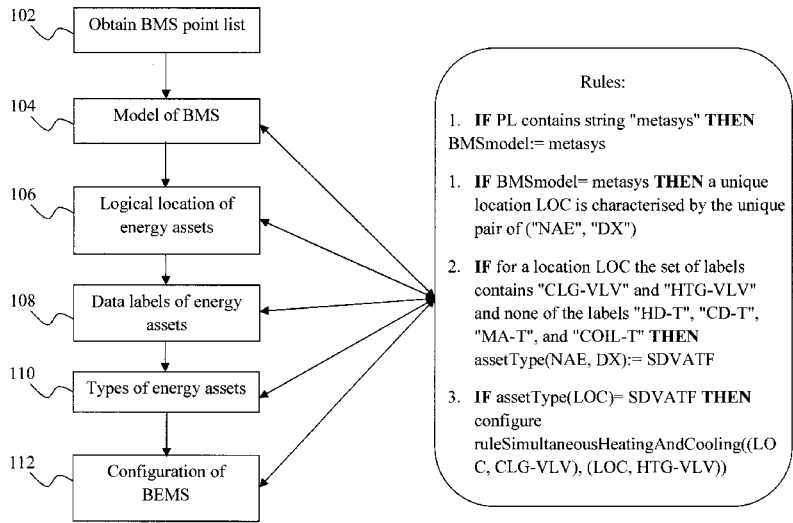 102
Obtain BMS point list
104
Model of BMS
106
Logical location of
energy assets
108
Data labels of energy
assets
110
Types of energy assets
112
Configuration of
BEMS
Rules:
1. IF PL contains string "metasys" THEN
BMSmodel:= metasys
1. IF BMSmodel= metasys THEN a unique
location LOC is characterised by the unique
pair of ("NAE", "DX")
2. IF for a location LOC the set of labels
contains "CLG-VLV" and "HTG-VLV"
and none of the labels "HD-T", "CD-T",
"MA-T", and "COIL-T" THEN
assetType(NAE, DX):= SDVATF
3. IF assetType(LOC)= SDVATF THEN
configure
ruleSimultaneousHeatingAndCooling((LO
C, CLG-VLV), (LOC, HTG-VLV))